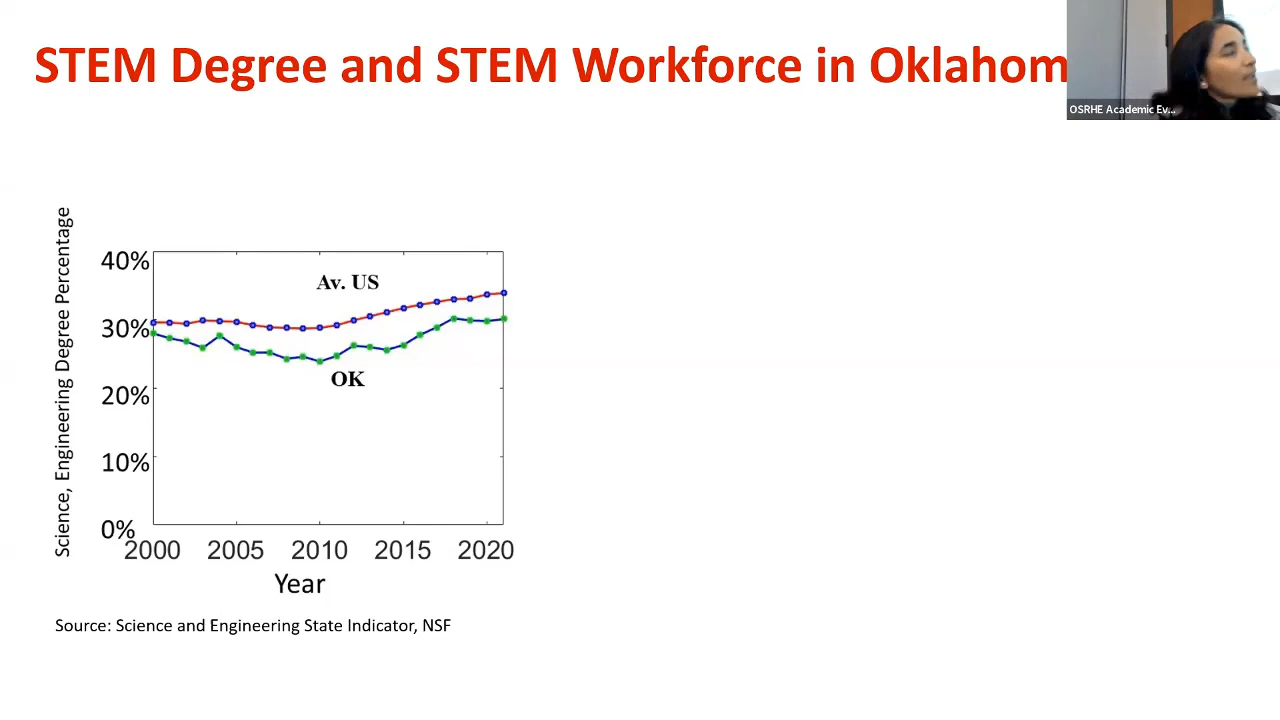 STEM Degree and STEM Workforce in Oklahom
OSRHE Academic Ev...
Science, Engineering Degree Percentage
40%
30%
20%
10%
0%
Av. US
OK
2000 2005 2010 2015 2020
Year
Source: Science and Engineering State Indicator, NSF